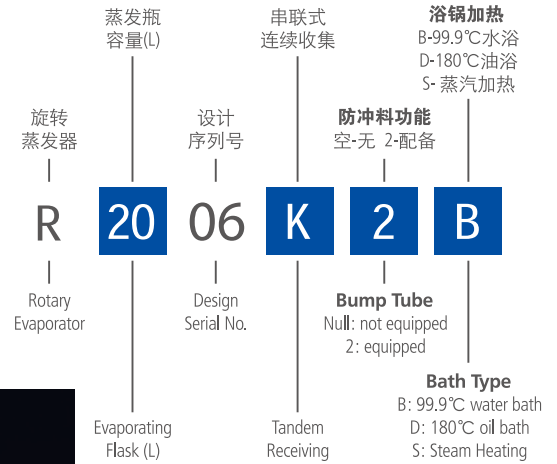 蒸发瓶
容量(L)
串联式
连续收集
浴锅加热
B-99.9℃水浴
D-180℃油浴
S- 蒸汽加热
旋转
蒸发器
设计
序列号
防冲料功能
空-无 2-配备
R 20 06 K 2 B
Rotary
Evaporator
Design
Serial No.
Bump Tube
Null: not equipped
2: equipped
Evaporating
Flask (L)
Tandem
Receiving
Bath Type
B: 99.9℃ water bath
D: 180℃ oil bath
S: Steam Heating